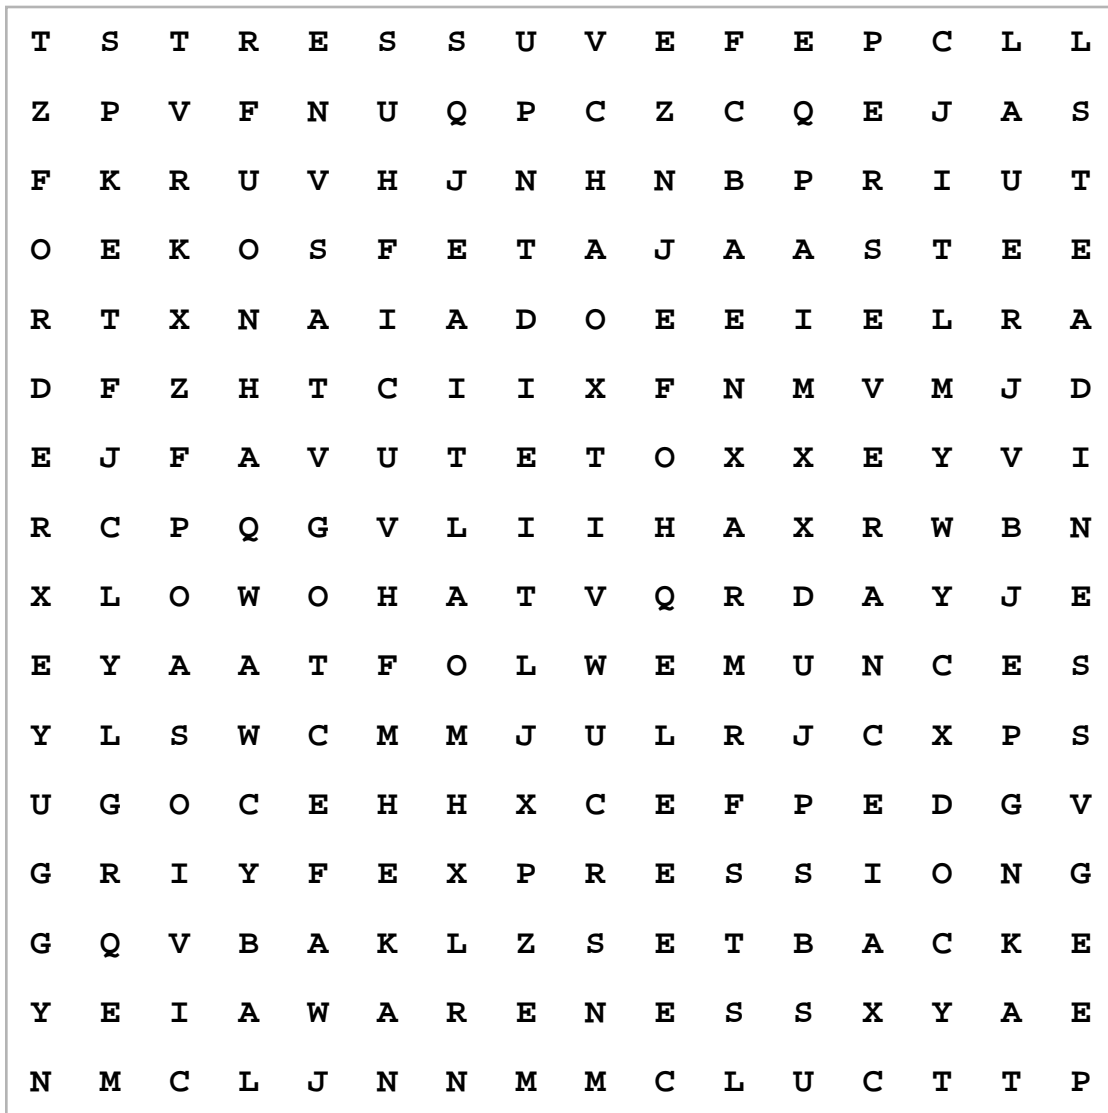 T S T R E S S U V E F E P C L L
Z P V F N U Q P C Z C Q E J A S
F K R U V H J N H N B P R I U T
O E K O S F E T A J A A S T E E
R T X N A I A D O E E I E L R A
D F Z H T C I I X F N M V M J D
E J F A V U T E T O X X E Y V I
R C P Q G V L I I H A X R W B N
X L O W O H A T V Q R D A Y J E
E Y A A T F O L W E M U N C E S
Y L S W C M M J U L R J C X P S
U G O C E H H X C E F P E D G V
G R I Y F E X P R E S S I O N G
G Q V B A K L Z S E T B A C K E
Y E I A W A R E N E S S X Y A E
N M C L J N N M M C L U C T T P